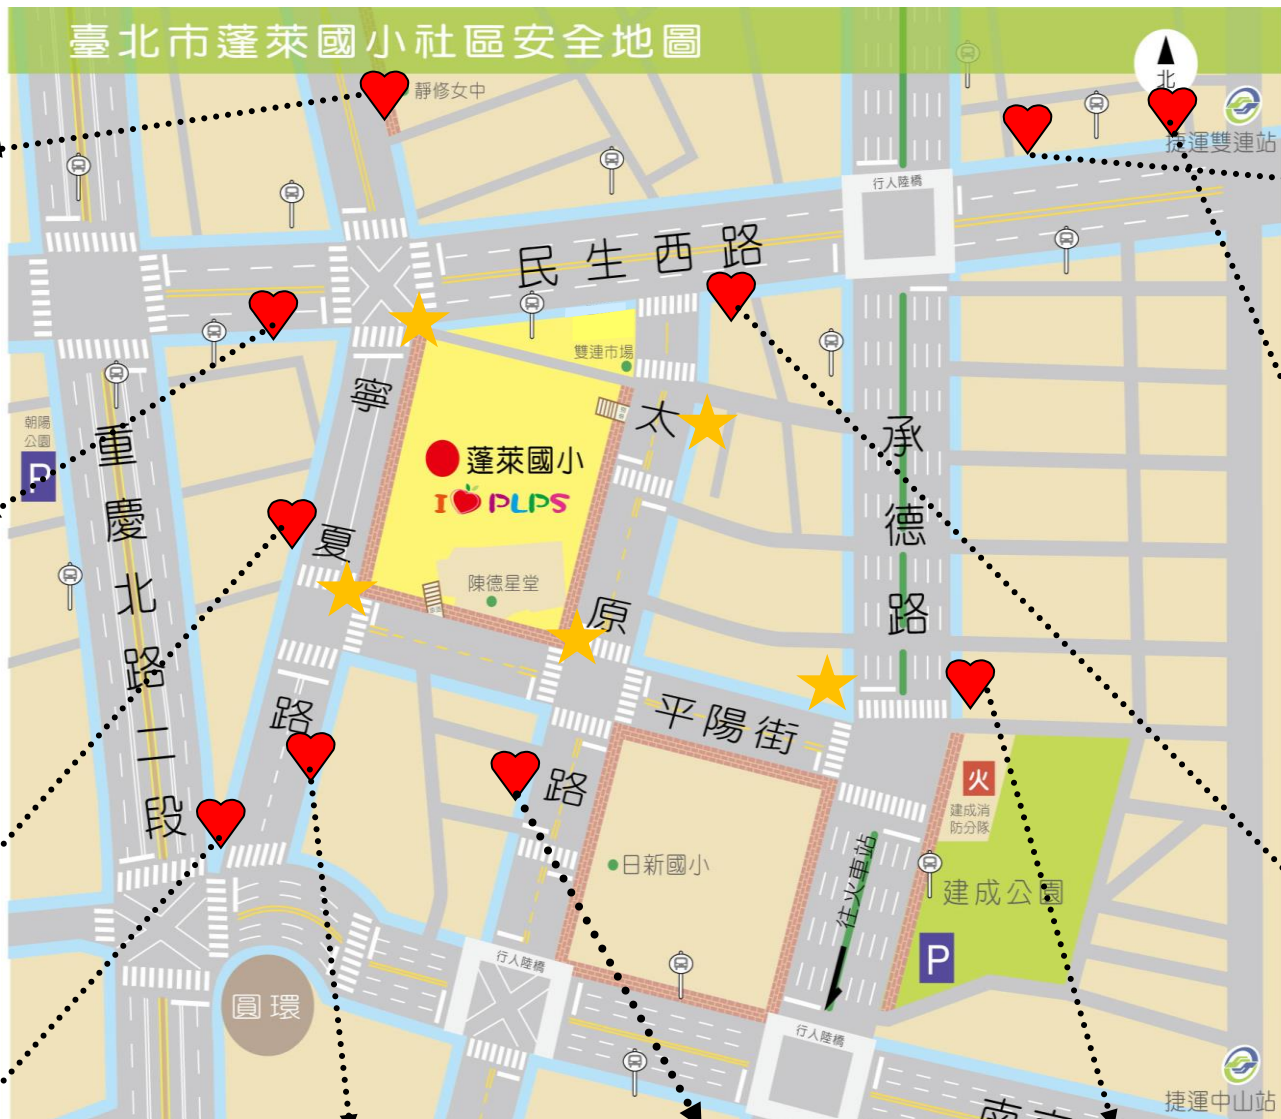 臺北市蓬萊國小社區安全地圖
北
靜修女中
捷運雙連站
行人陸橋
民生西路
雙連市場
朝陽
公園
P
寧夏路
太原路
承德路
重慶北路二段
蓬萊國小
I PLPS
陳德星堂
平陽街
火
建成消
防分隊
日新國小
往火車站
建成公園
P
行人陸橋
圓環
行人陸橋
捷運中山站